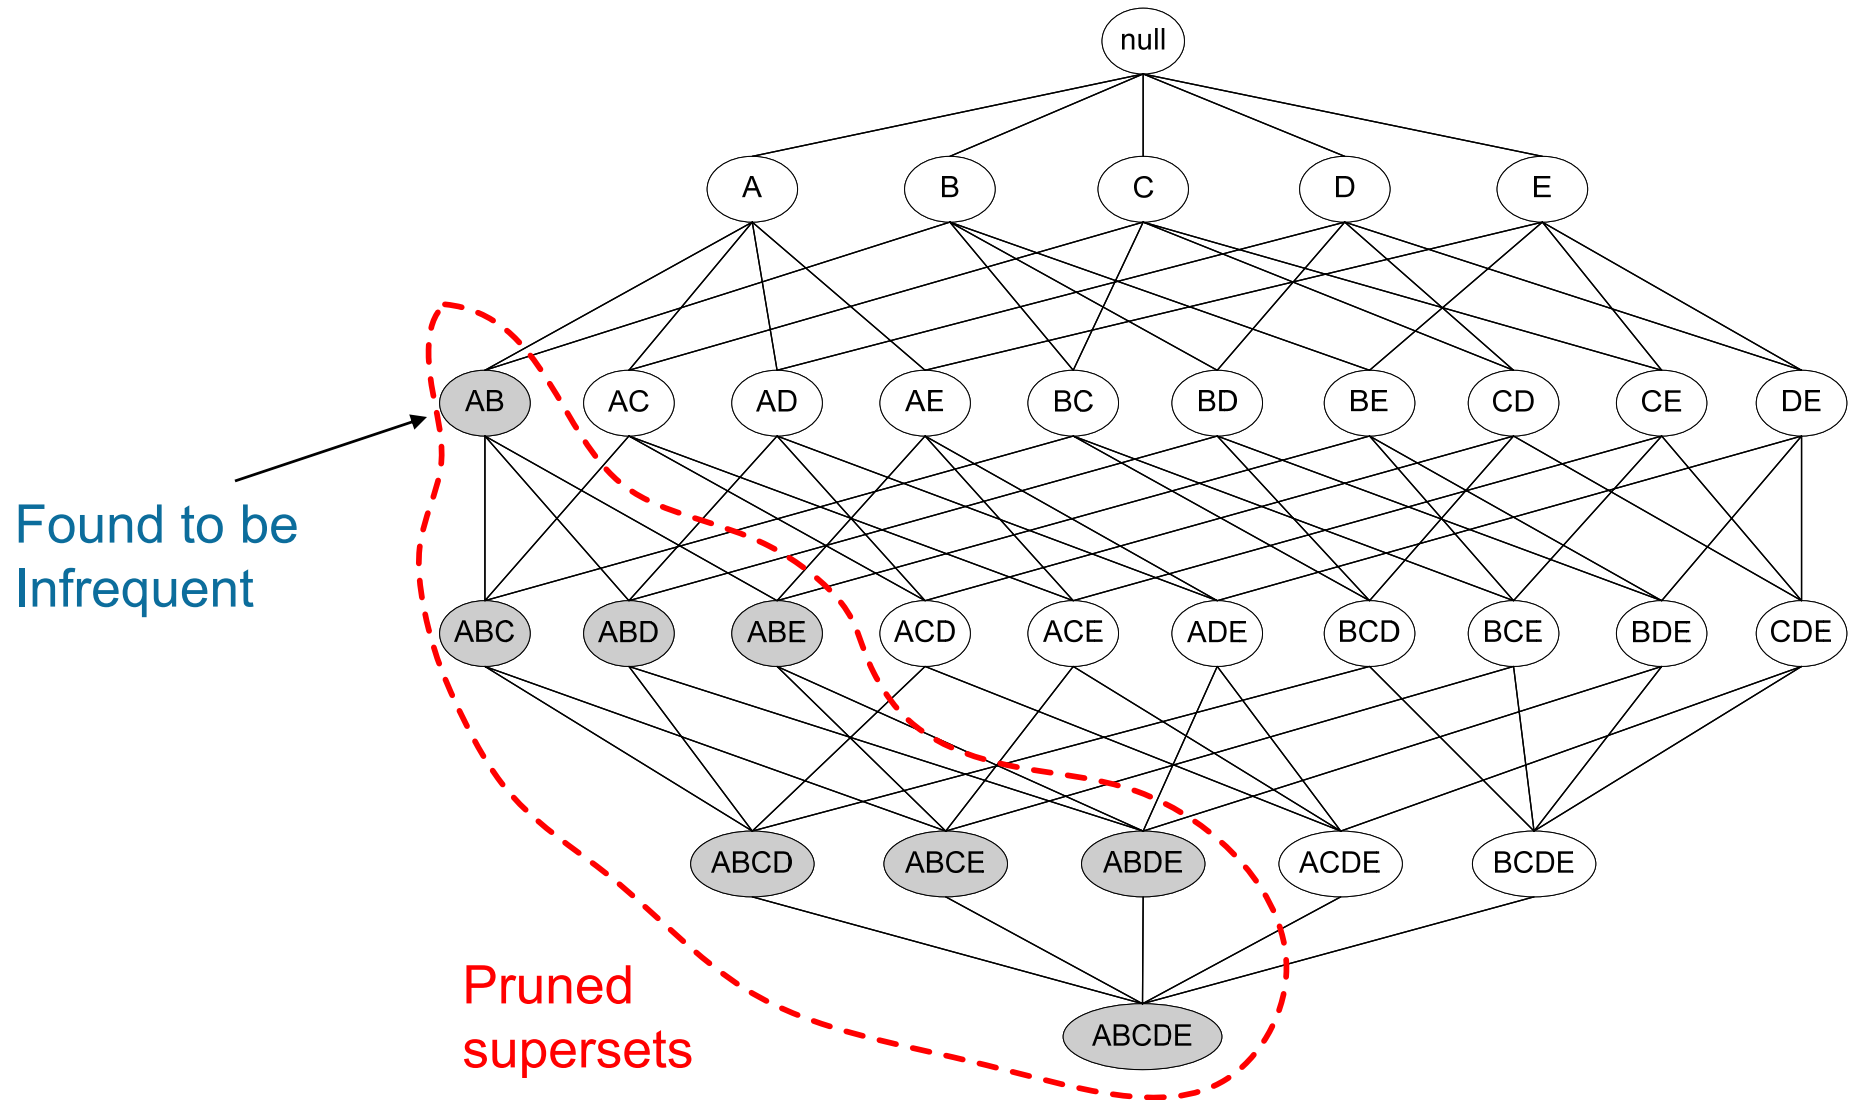 null
A B C D E
AB AC AD AE BC BD BE CD CE DE
Found to be
Infrequent
ABC ABD ABE ACD ACE ADE BCD BCE BDE CDE
ABCD ABCE ABDE ACDE BCDE
Pruned
supersets
ABCDE